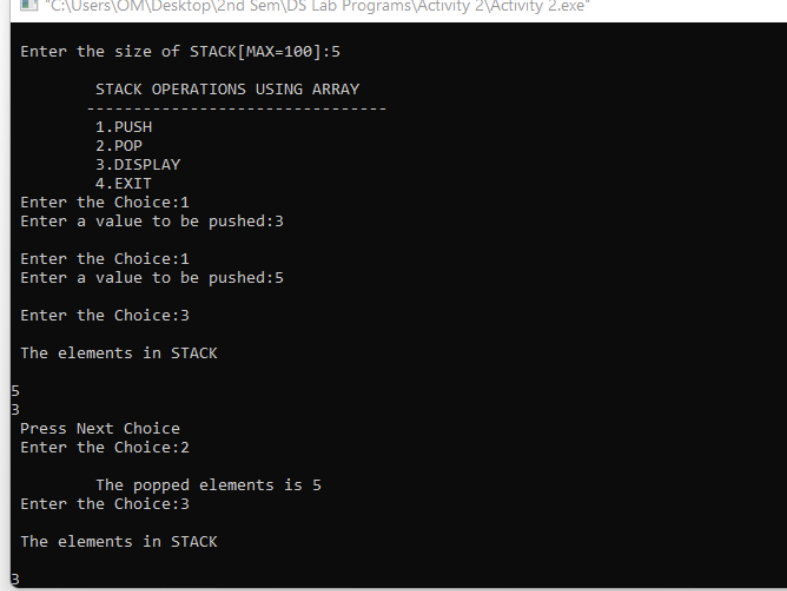 "C:\Users\OM\Desktop\2nd Sem\DS Lab Programs\Activity 2\Activity 2.exe"
Enter the size of STACK[MAX=100]:5
STACK OPERATIONS USING ARRAY
--------------------------------
1.PUSH
2.POP
3.DISPLAY
4.EXIT
Enter the Choice:1
Enter a value to be pushed:3
Enter the Choice:1
Enter a value to be pushed:5
Enter the Choice:3
The elements in STACK
5
3
Press Next Choice
Enter the Choice:2
The popped elements is 5
Enter the Choice:3
The elements in STACK
3